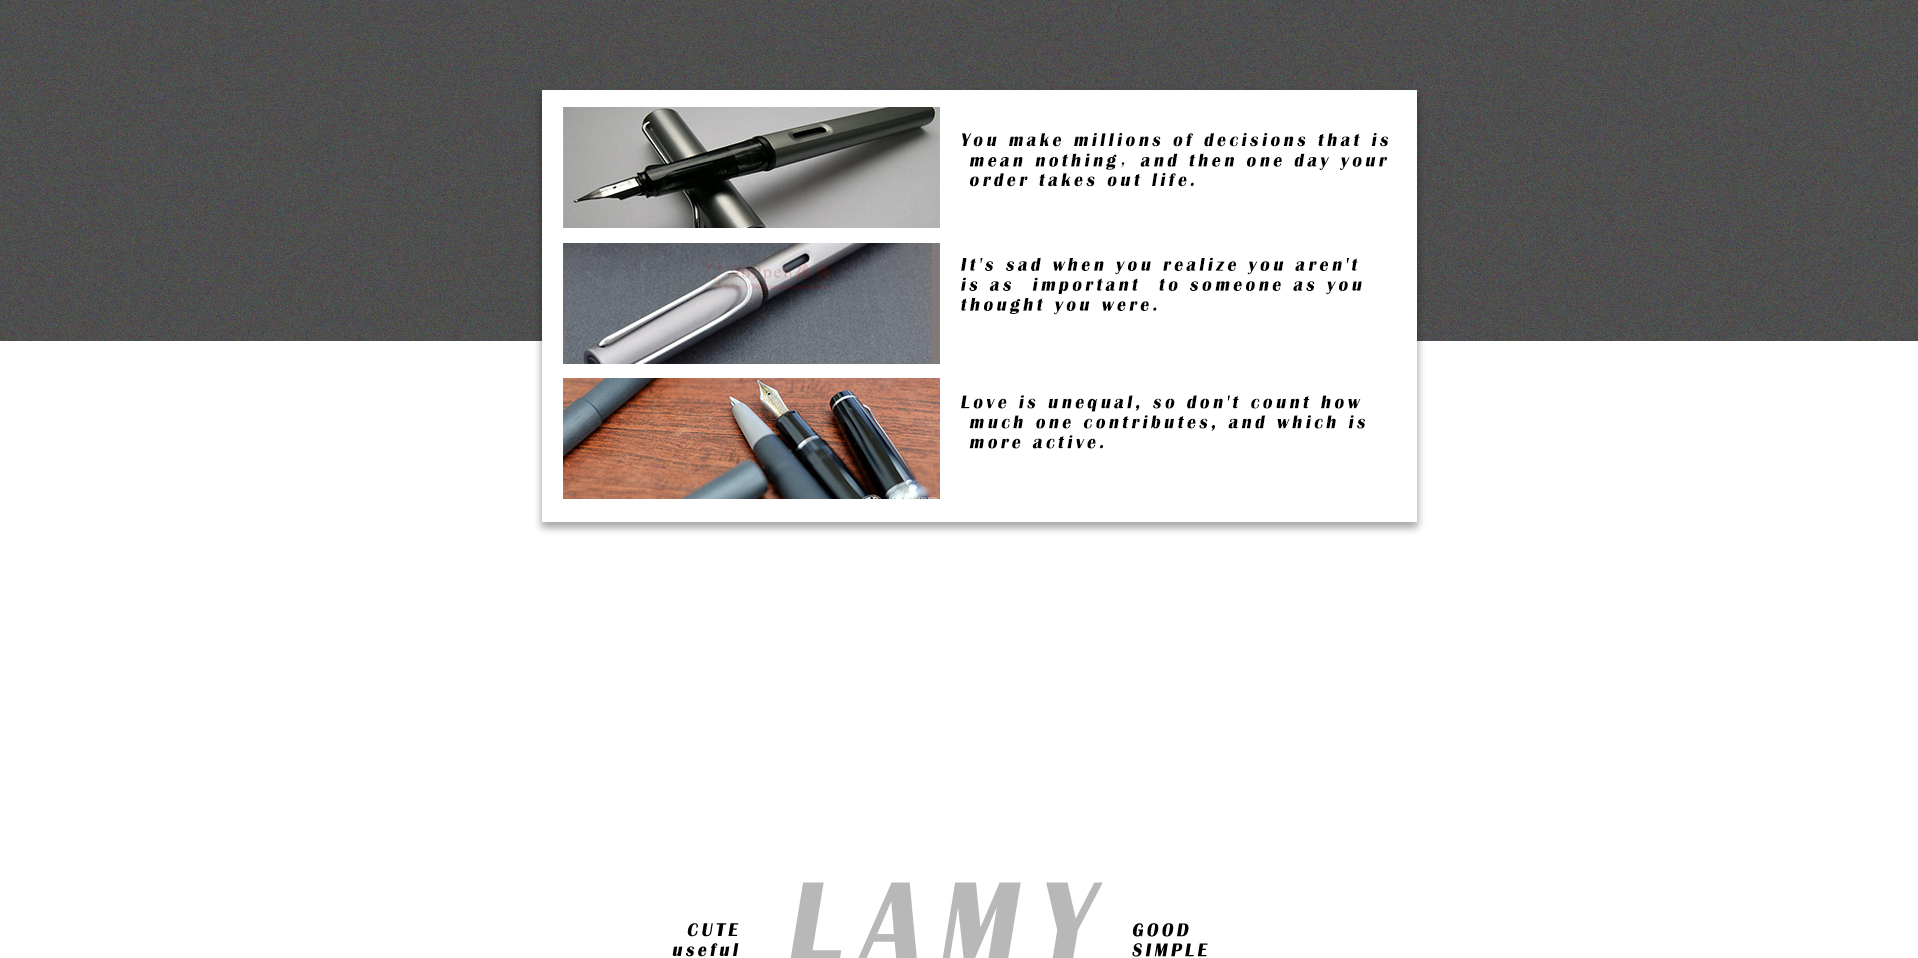 You make millions of decisions that is
mean nothing, and then one day your
order takes out life.
It's sad when you realize you aren't
is as important to someone as you
thought you were.
Love is unequal, so don't count how
much one contributes, and which is
more active.
LAMY
CUTE
useful
GOOD
SIMPLE